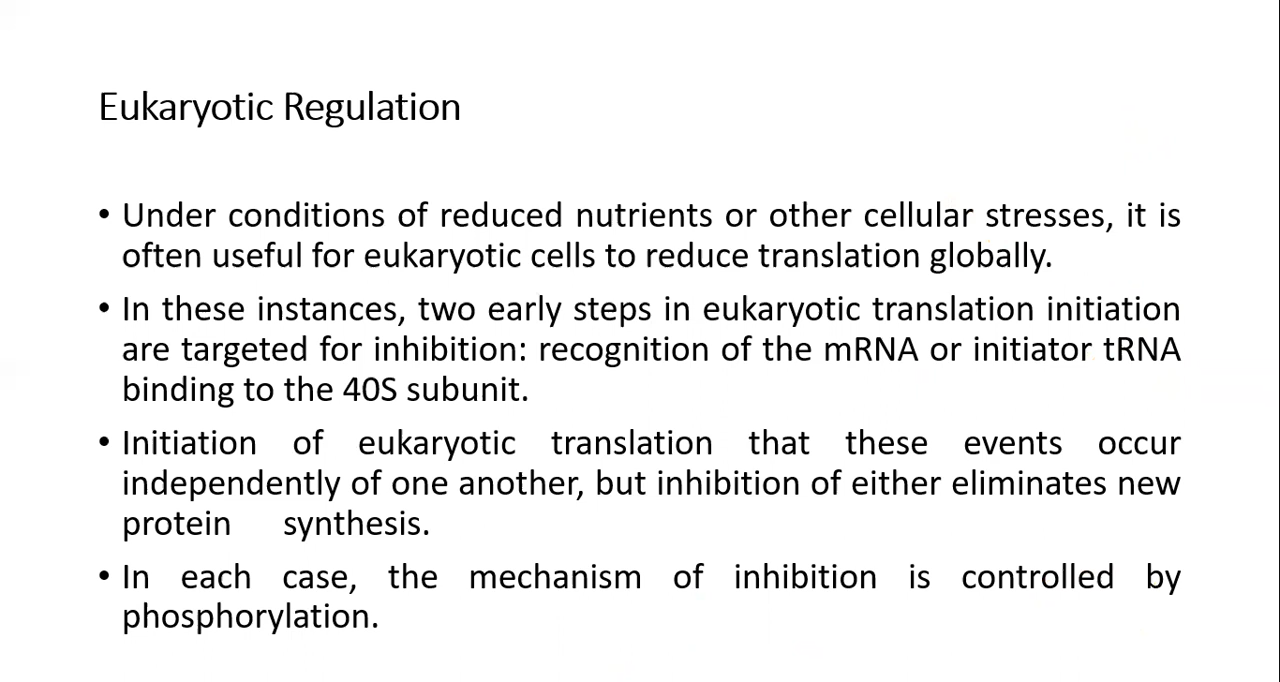 Eukaryotic Regulation
• Under conditions of reduced nutrients or other cellular stresses, it is
often useful for eukaryotic cells to reduce translation globally.
• In these instances, two early steps in eukaryotic translation initiation
are targeted for inhibition: recognition of the mRNA or initiator tRNA
binding to the 40S subunit.
• Initiation of eukaryotic translation that these events occur
independently of one another, but inhibition of either eliminates new
protein synthesis.
• In each case, the mechanism of inhibition is controlled by
phosphorylation.